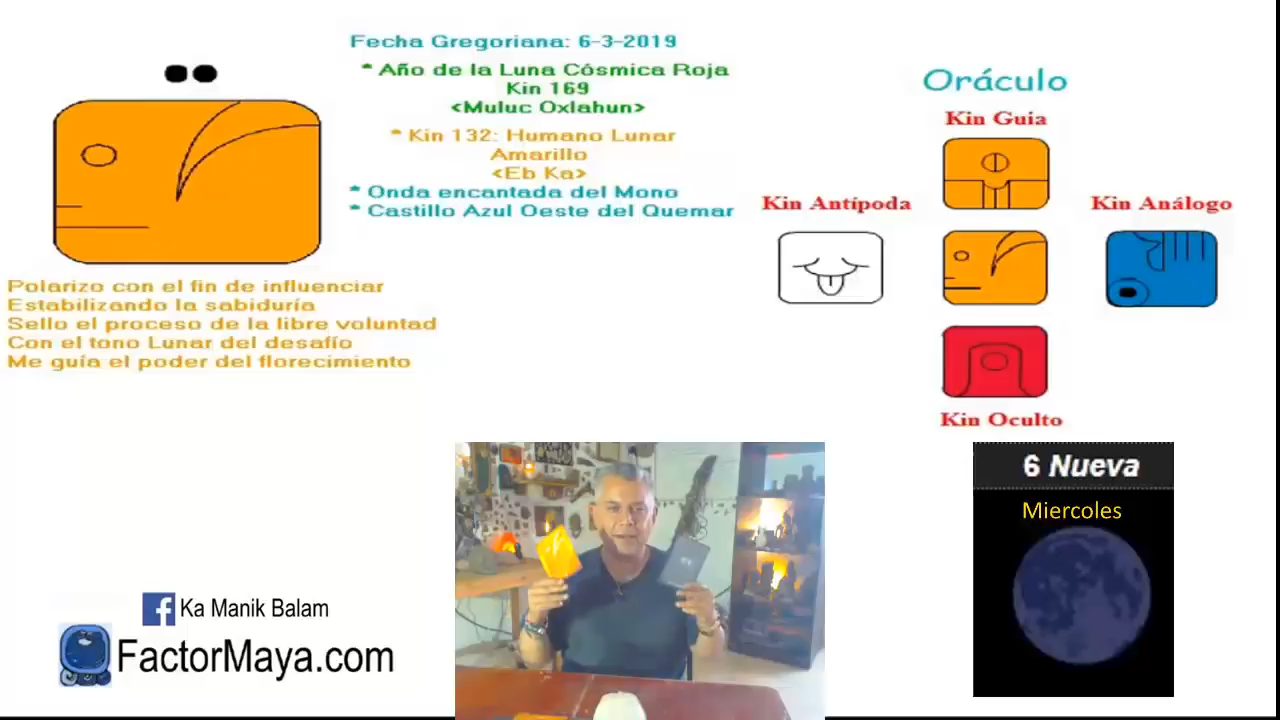 Fecha Gregoriana: 6-3-2019
* Año de la Luna Cósmica Roja
Kin 169
<Muluc Oxlahun>
* Kin 132: Humano Lunar
Amarillo
<Eb Ka>
* Onda encantada del Mono
* Castillo Azul Oeste del Quemar
Polarizo con el fin de influenciar
Estabilizando la sabiduría
Sello el proceso de la libre voluntad
Con el tono Lunar del desafío
Me guía el poder del florecimiento
Oráculo
Kin Guia
Kin Antípoda
Kin Análogo
Kin Oculto
6 Nueva
Miercoles
f Ka Manik Balam
FactorMaya.com